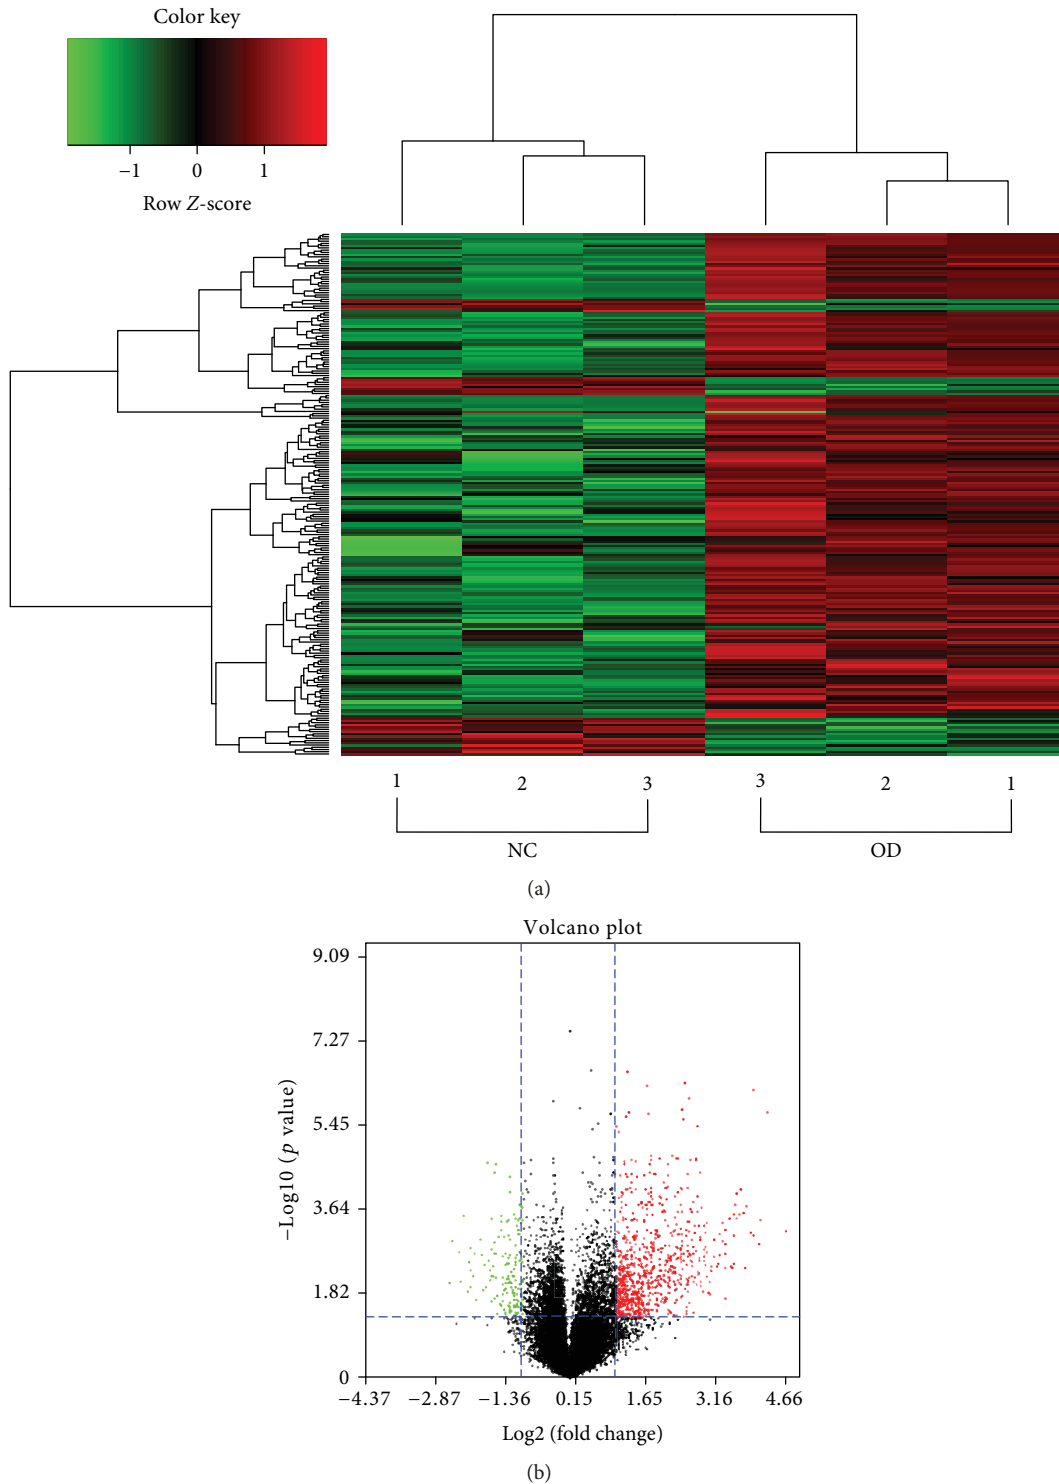 Color key
−1 0 1
Row Z-score
1 2 3 3 2 1
NC OD
(a)
Volcano plot
9.09
7.27
5.45
3.64
1.82
0
−Log10 (p value)
−4.37 −2.87 −1.36 0.15 1.65 3.16 4.66
Log2 (fold change)
(b)